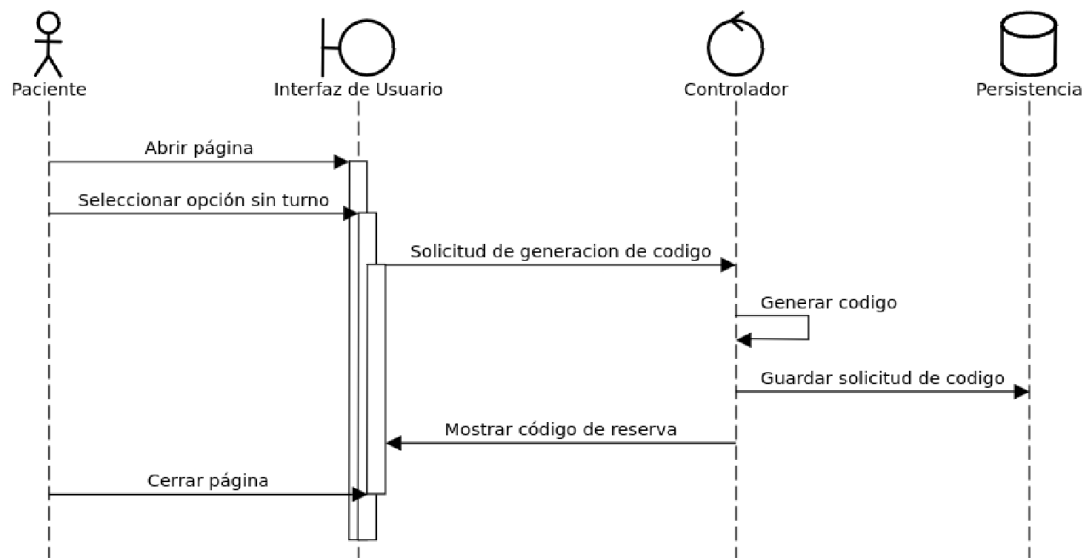 Paciente
Interfaz de Usuario
Controlador
Persistencia
Abrir página
Seleccionar opción sin turno
Solicitud de generacion de codigo
Generar codigo
Guardar solicitud de codigo
Mostrar código de reserva
Cerrar página